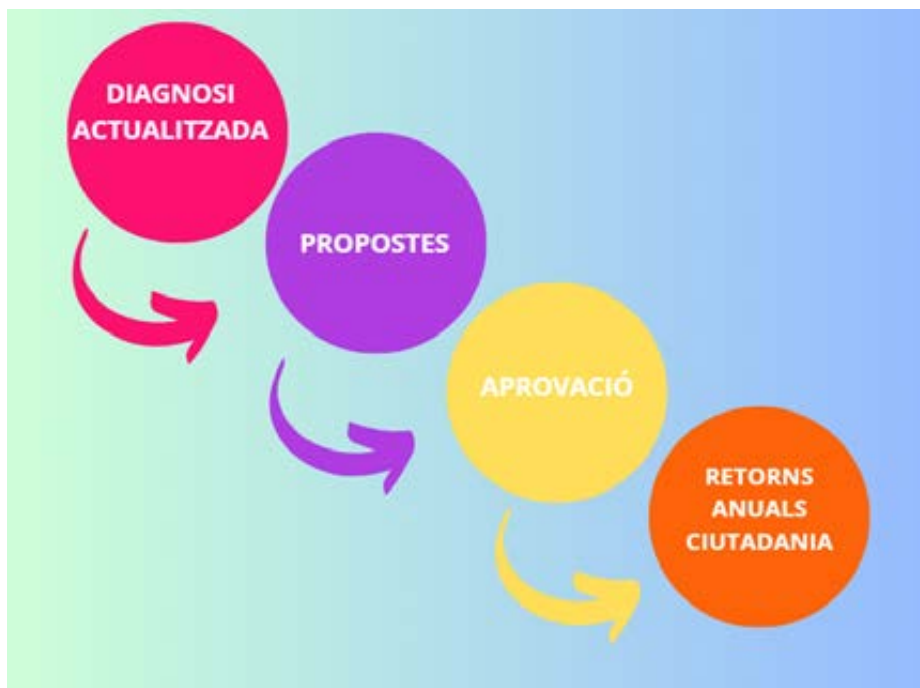 DIAGNOSI
ACTUALITZADA
PROPOSTES
APROVACIÓ
RETORNS
ANUALS
CIUTADANIA